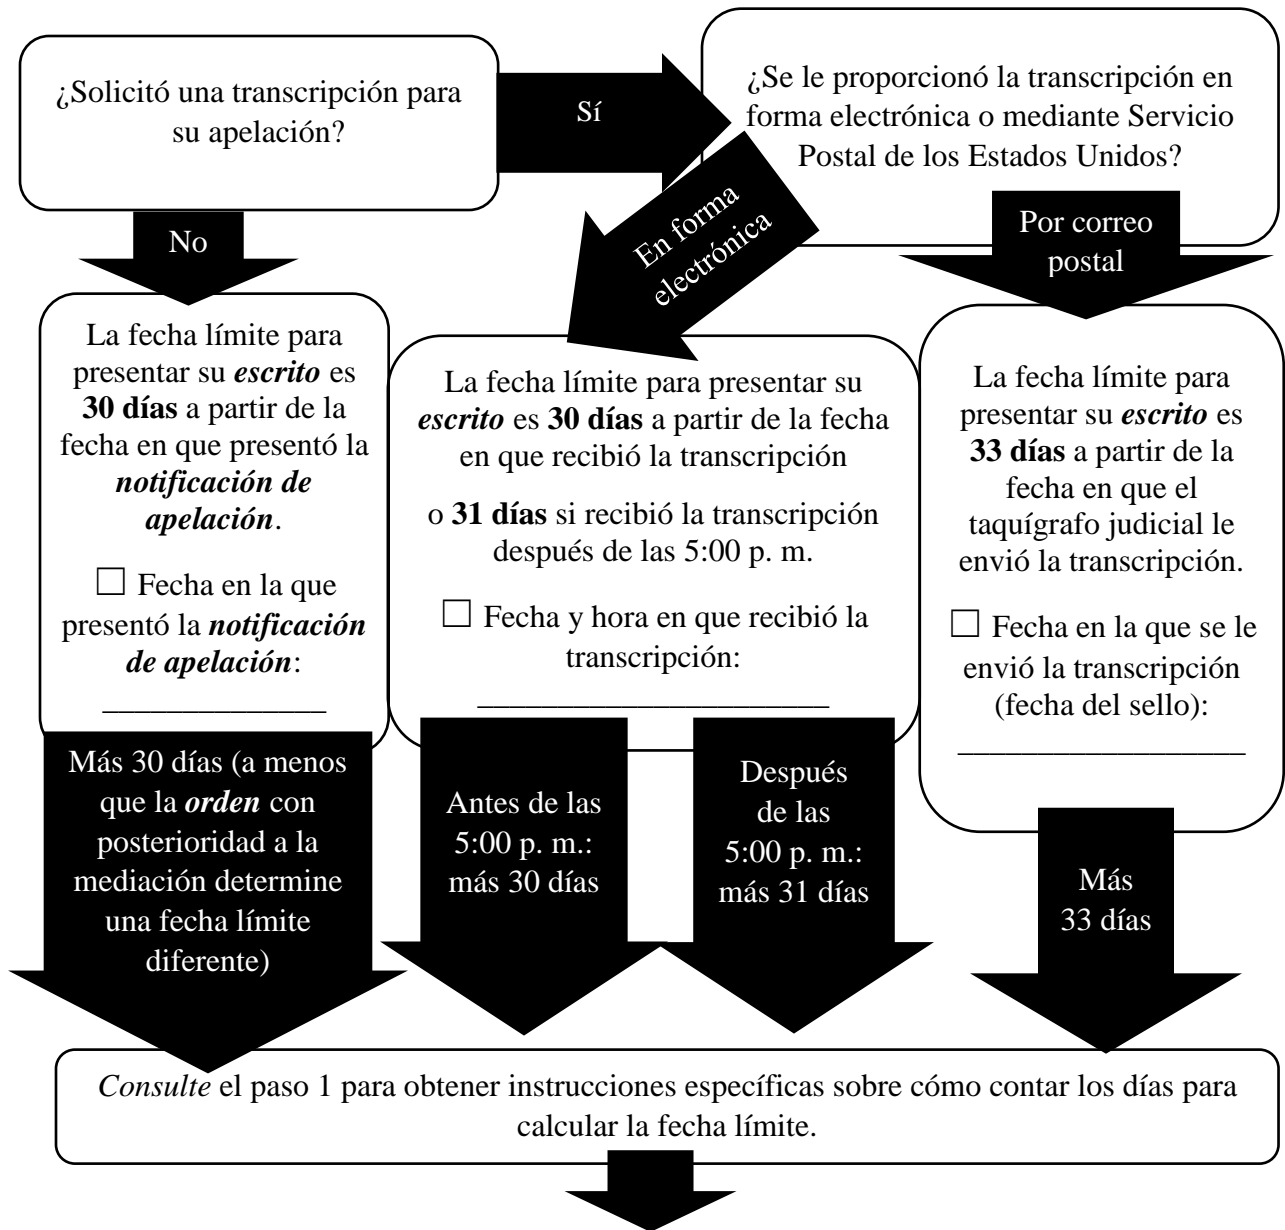 ¿Solicitó una transcripción para
su apelación?
Sí
¿Se le proporcionó la transcripción en
forma electrónica o mediante Servicio
Postal de los Estados Unidos?
No
En forma
electrónica
Por correo
postal
La fecha límite para
presentar su escrito es
30 días a partir de la
fecha en que presentó la
notificación de
apelación.
☐ Fecha en la que
presentó la notificación
de apelación:
______________
La fecha límite para presentar su
escrito es 30 días a partir de la fecha
en que recibió la transcripción
o 31 días si recibió la transcripción
después de las 5:00 p. m.
☐ Fecha y hora en que recibió la
transcripción:
______________________
La fecha límite para
presentar su escrito es
33 días a partir de la
fecha en que el
taquígrafo judicial le
envió la transcripción.
☐ Fecha en la que se le
envió la transcripción
(fecha del sello):
__________________
Más 30 días (a menos
que la orden con
posterioridad a la
mediación determine
una fecha límite
diferente)
Antes de las
5:00 p. m.:
más 30 días
Después
de las
5:00 p. m.:
más 31 días
Más
33 días
Consulte el paso 1 para obtener instrucciones específicas sobre cómo contar los días para
calcular la fecha límite.